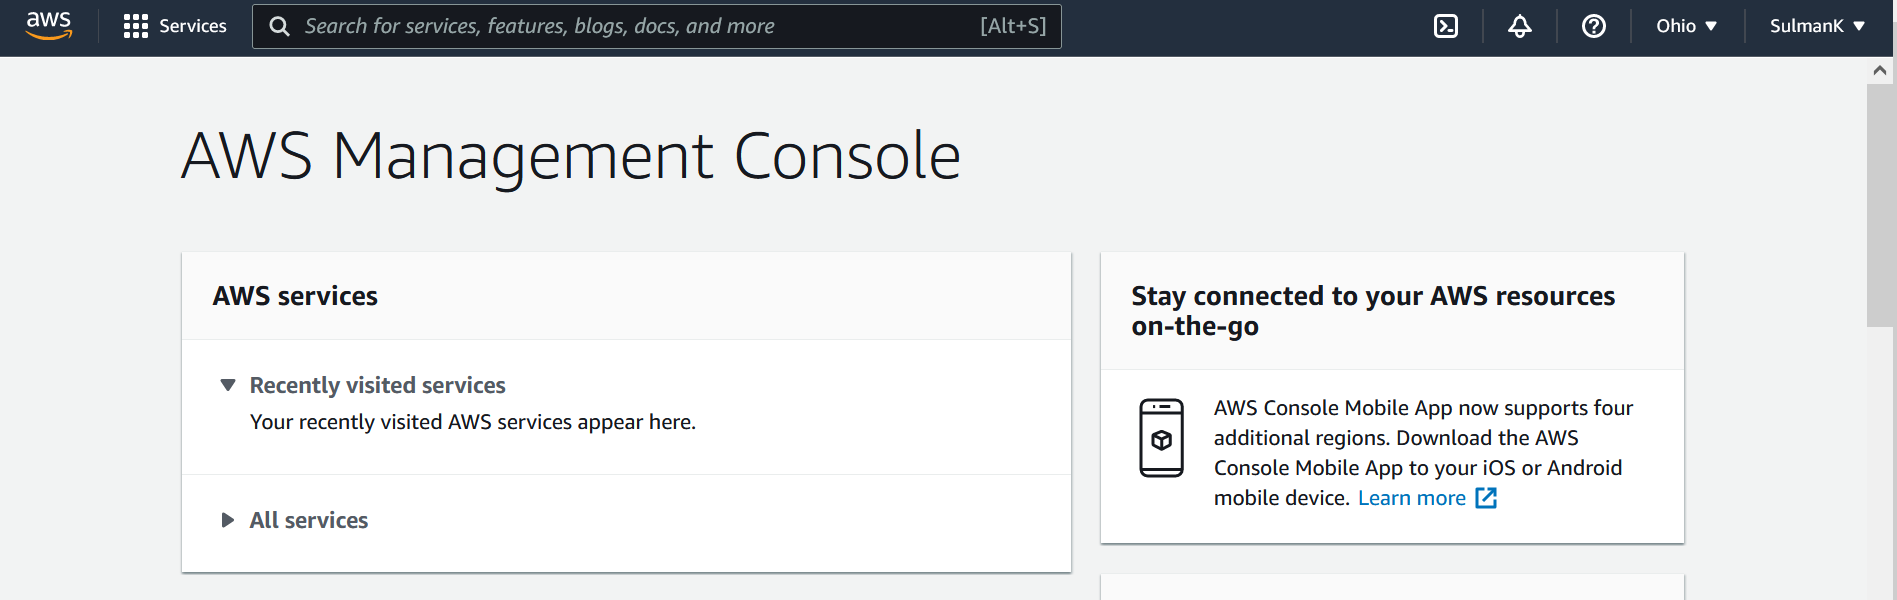 aws Services Search for services, features, blogs, docs, and more [Alt+S] Ohio SulmanK
AWS Management Console
AWS services
Recently visited services
Your recently visited AWS services appear here.
All services
Stay connected to your AWS resources
on-the-go
AWS Console Mobile App now supports four
additional regions. Download the AWS
Console Mobile App to your iOS or Android
mobile device. Learn more